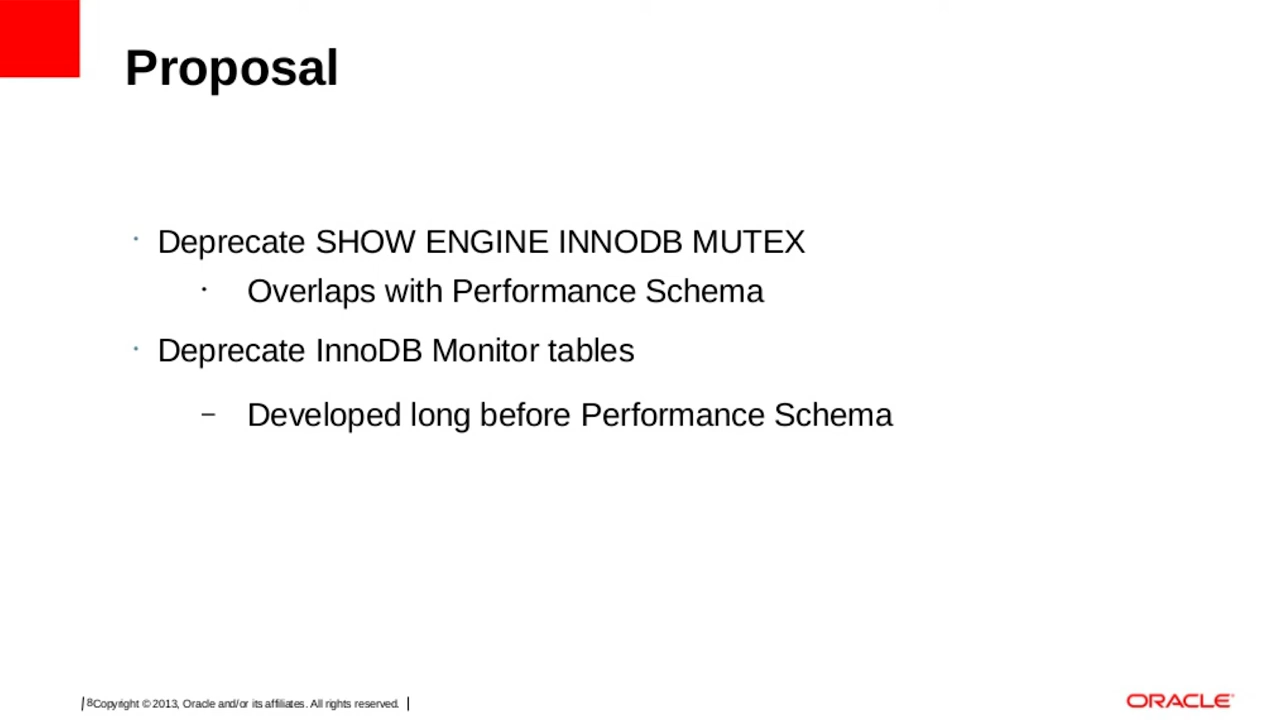 Proposal
· Deprecate SHOW ENGINE INNODB MUTEX
· Overlaps with Performance Schema
· Deprecate InnoDB Monitor tables
– Developed long before Performance Schema
8Copyright © 2013, Oracle and/or its affiliates. All rights reserved.
ORACLE®